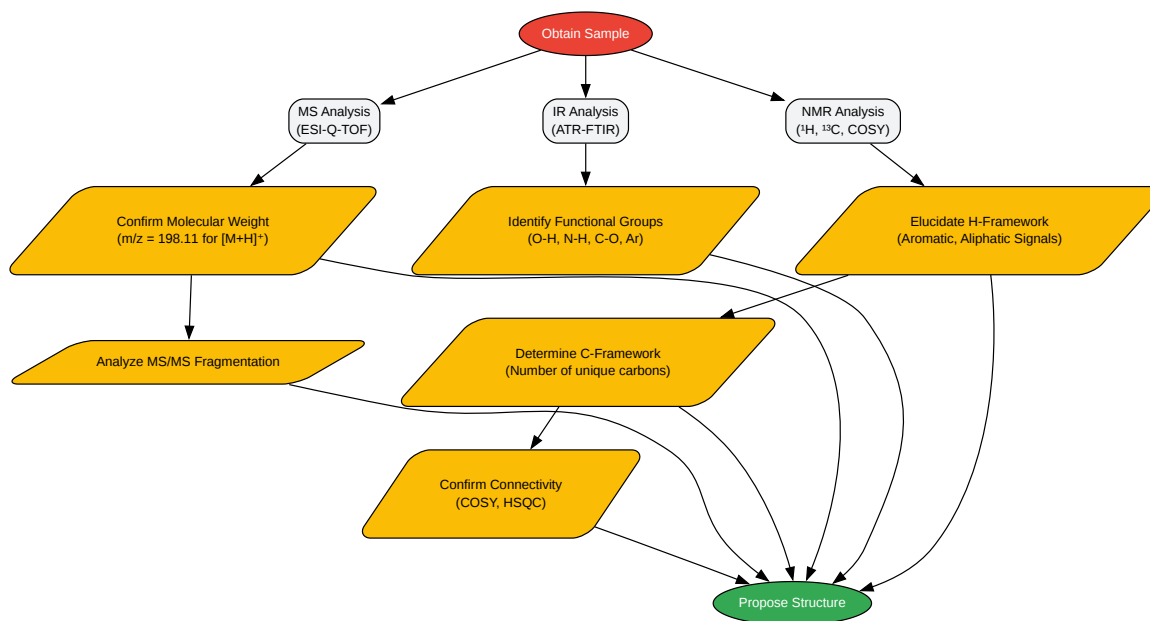 Obtain Sample
MS Analysis
(ESI-Q-TOF)
IR Analysis
(ATR-FTIR)
NMR Analysis
(¹H, ¹³C, COSY)
Confirm Molecular Weight
(m/z = 198.11 for [M+H]⁺)
Identify Functional Groups
(O-H, N-H, C-O, Ar)
Elucidate H-Framework
(Aromatic, Aliphatic Signals)
Analyze MS/MS Fragmentation
Determine C-Framework
(Number of unique carbons)
Confirm Connectivity
(COSY, HSQC)
Propose Structure